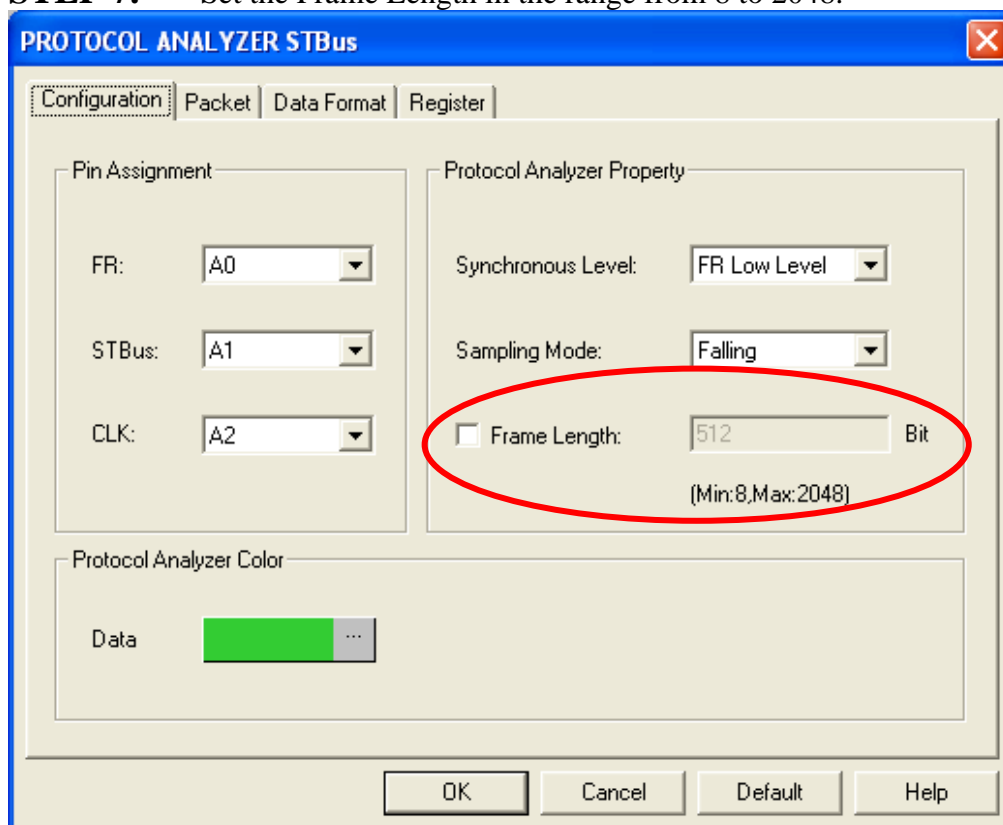 STEP 7. Set the Frame Length in the range from 8 to 2048.
PROTOCOL ANALYZER STBus
Configuration Packet Data Format Register
Pin Assignment
FR: A0
STBus: A1
CLK: A2
Protocol Analyzer Property
Synchronous Level: FR Low Level
Sampling Mode: Falling
Frame Length: 512 Bit
(Min:8,Max:2048)
Protocol Analyzer Color
Data ...
OK Cancel Default Help